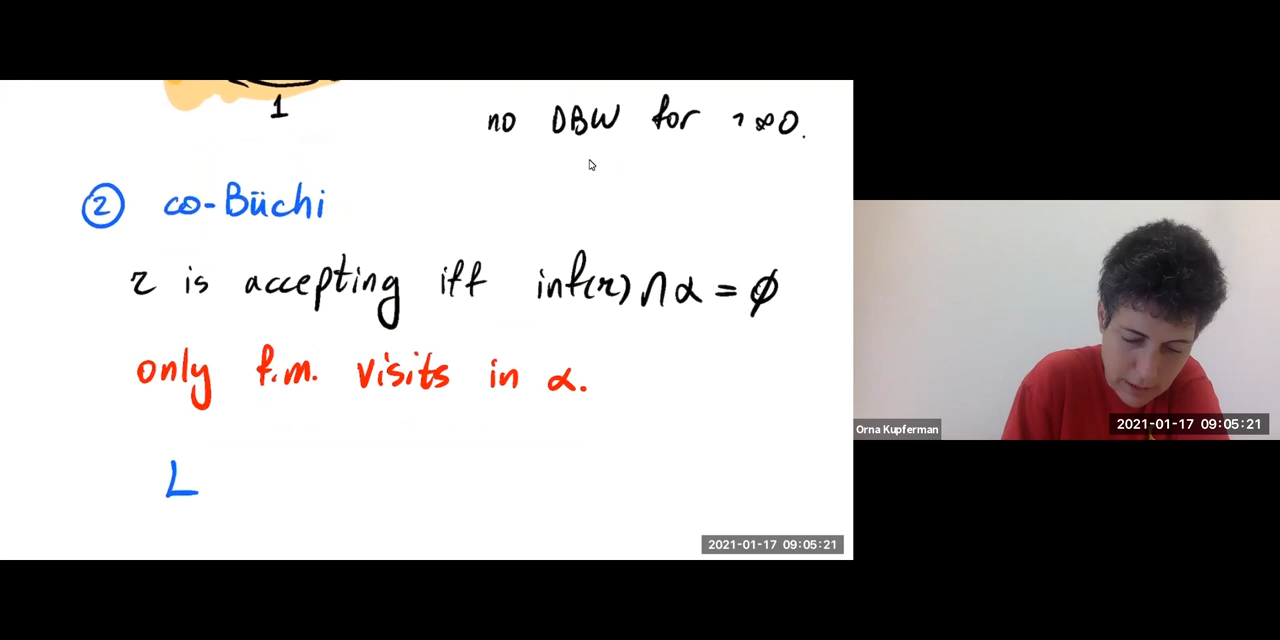 1
no DBW for ¬∞0.
② co-Büchi
r is accepting iff inf(r) ∩ α = ∅
only f.m. visits in α.
L
Orna Kupferman
2021-01-17 09:05:21
2021-01-17 09:05:21